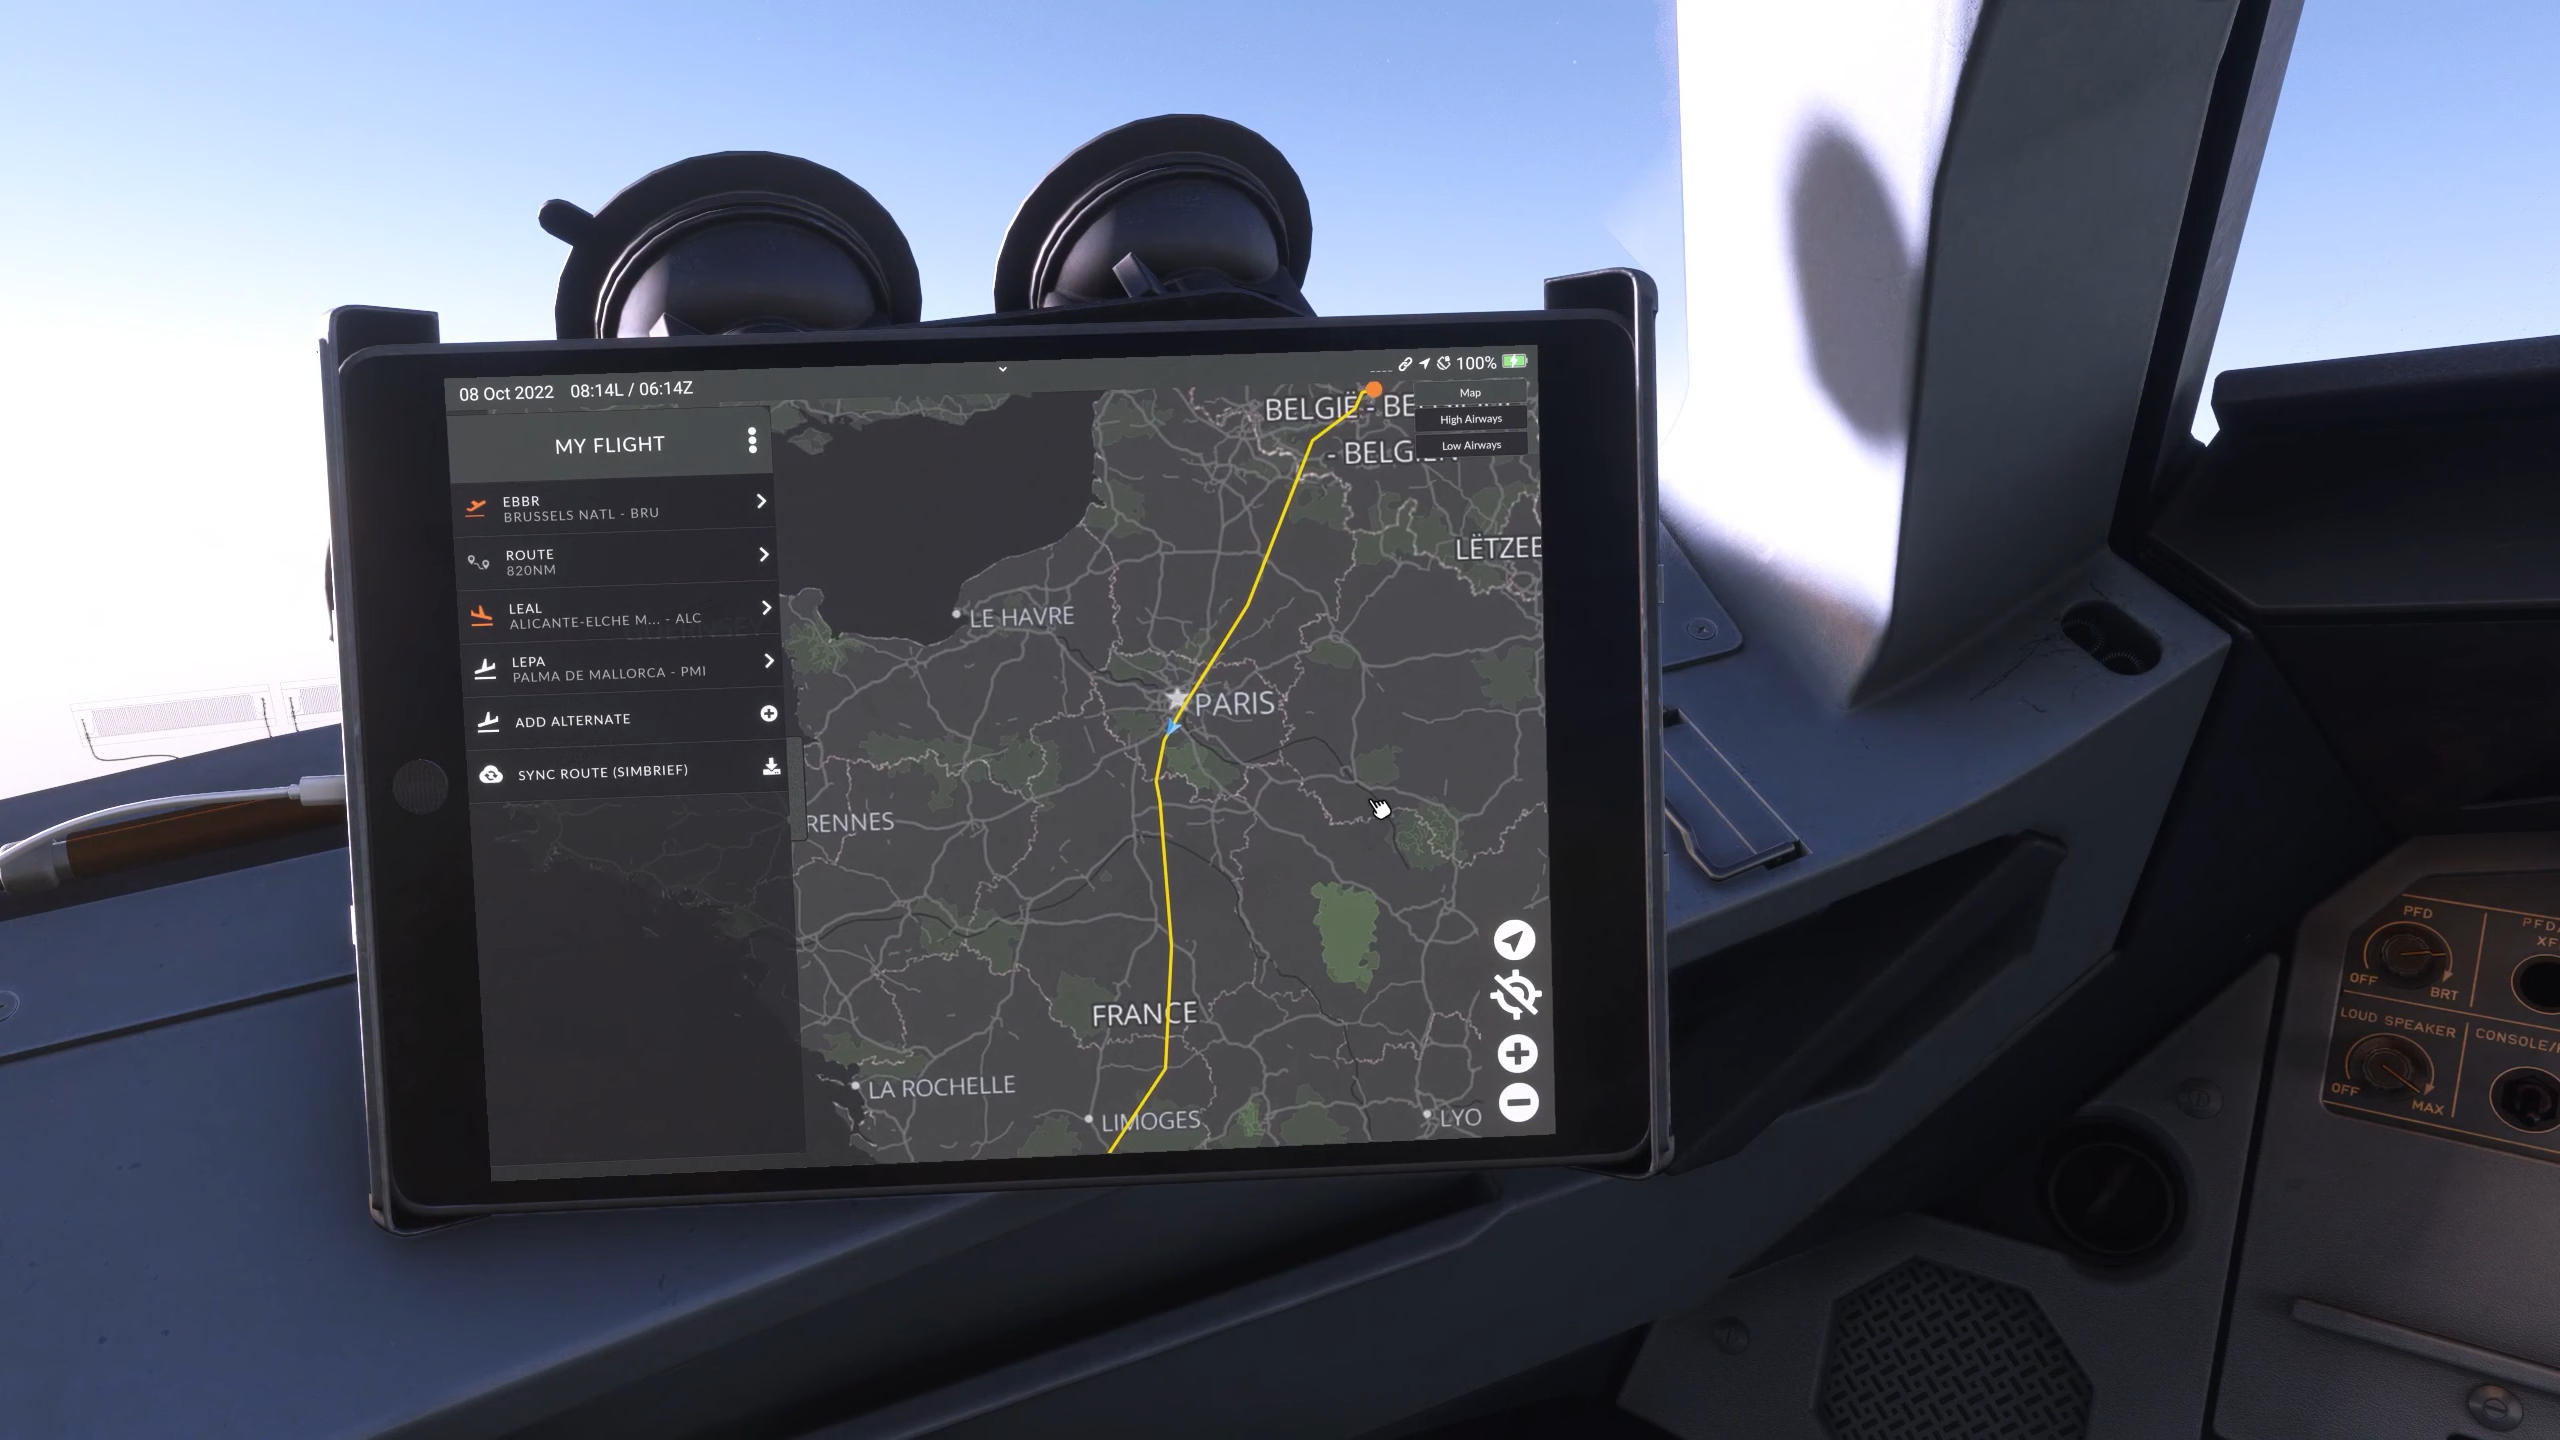 08 Oct 2022 08:14L / 06:14Z
100%
MY FLIGHT
EBBR
BRUSSELS NATL - BRU
ROUTE
820NM
LEAL
ALICANTE-ELCHE M... - ALC
LEPA
PALMA DE MALLORCA - PMI
ADD ALTERNATE
SYNC ROUTE (SIMBRIEF)
Map
High Airways
Low Airways
BELGIË - BE
- BELG
LËTZEE
LE HAVRE
PARIS
RENNES
FRANCE
LA ROCHELLE
LIMOGES
LYO
PFD
OFF
BRT
PFD
XF
LOUD SPEAKER
OFF
MAX
CONSOLE/